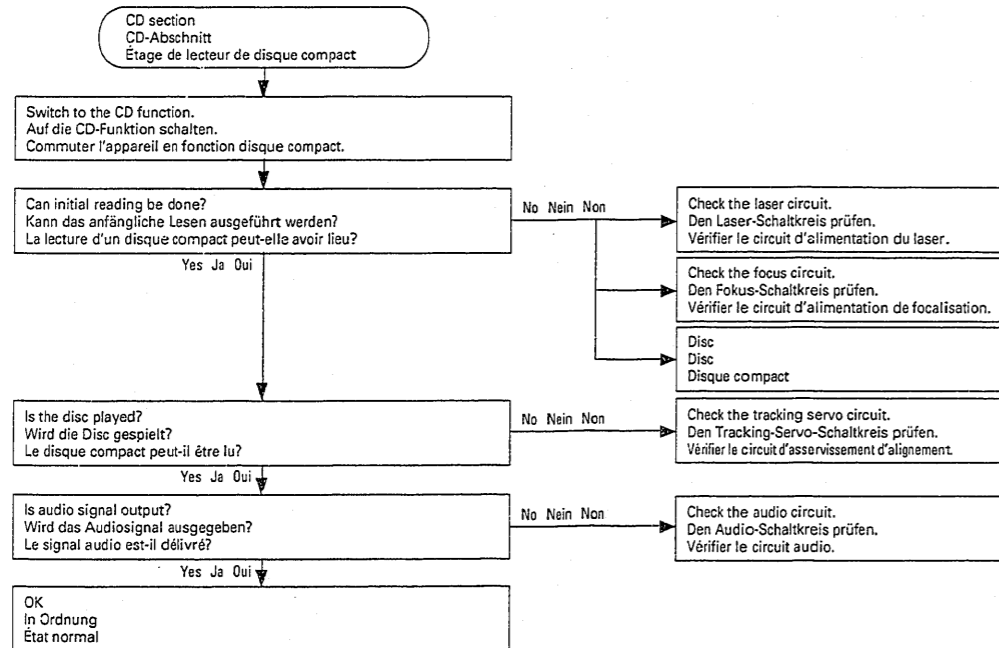 CD section
CD-Abschnitt
Étage de lecteur de disque compact
Switch to the CD function.
Auf die CD-Funktion schalten.
Commuter l'appareil en fonction disque compact.
Can initial reading be done?
Kann das anfängliche Lesen ausgeführt werden?
La lecture d'un disque compact peut-elle avoir lieu?
No Nein Non
Check the laser circuit.
Den Laser-Schaltkreis prüfen.
Vérifier le circuit d'alimentation du laser.
Yes Ja Oui
Check the focus circuit.
Den Fokus-Schaltkreis prüfen.
Vérifier le circuit d'alimentation de focalisation.
Disc
Disc
Disque compact
Is the disc played?
Wird die Disc gespielt?
Le disque compact peut-il être lu?
No Nein Non
Check the tracking servo circuit.
Den Tracking-Servo-Schaltkreis prüfen.
Vérifier le circuit d'asservissement d'alignement.
Yes Ja Oui
Is audio signal output?
Wird das Audiosignal ausgegeben?
Le signal audio est-il délivré?
No Nein Non
Check the audio circuit.
Den Audio-Schaltkreis prüfen.
Vérifier le circuit audio.
Yes Ja Oui
OK
In Ordnung
État normal